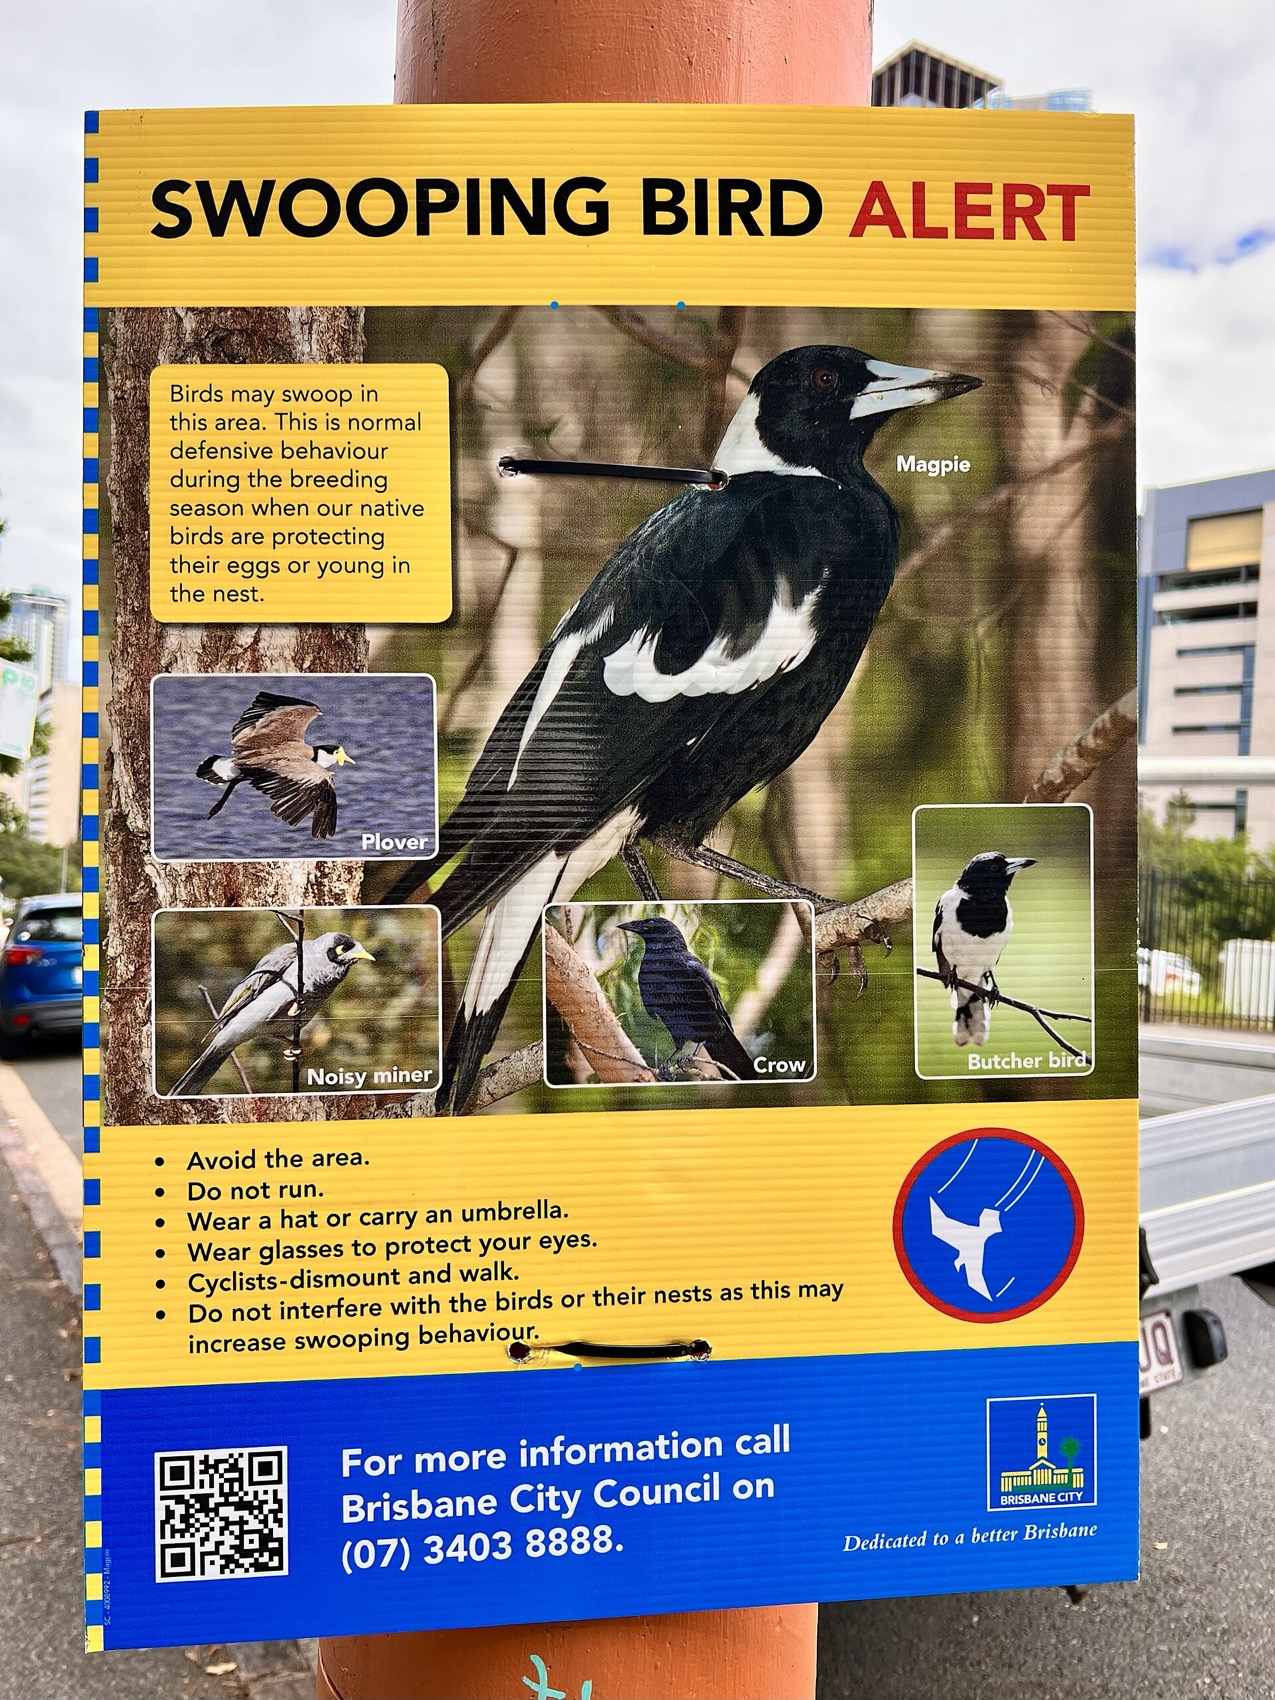 SWOOPING BIRD ALERT
Birds may swoop in
this area. This is normal
defensive behaviour
during the breeding
season when our native
birds are protecting
their eggs or young in
the nest.
Magpie
Plover
Noisy miner
Crow
Butcher bird
• Avoid the area.
• Do not run.
• Wear a hat or carry an umbrella.
• Wear glasses to protect your eyes.
• Cyclists-dismount and walk.
• Do not interfere with the birds or their nests as this may
increase swooping behaviour.
For more information call
Brisbane City Council on
(07) 3403 8888.
BRISBANE CITY
Dedicated to a better Brisbane